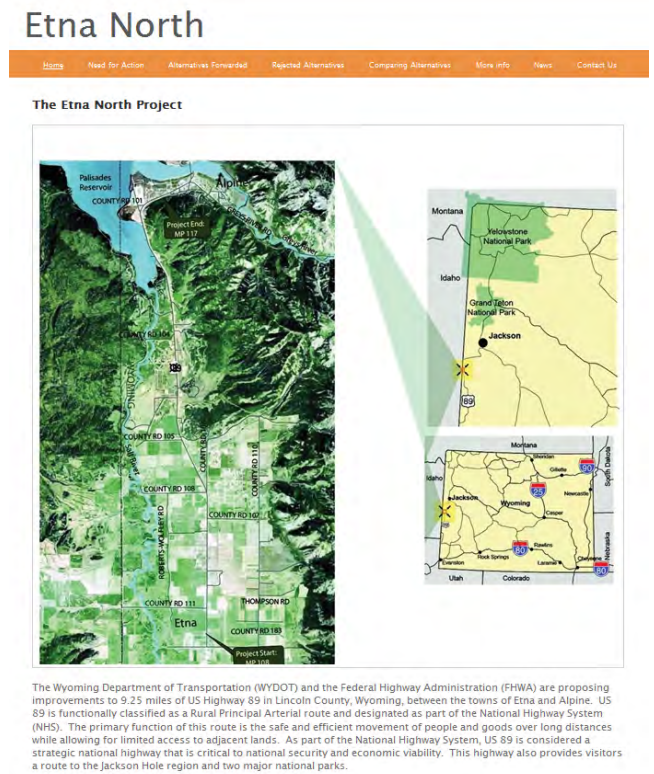 Etna North
Home Need for Action Alternatives Forwarded Rejected Alternatives Comparing Alternatives More info News Contact Us
The Etna North Project
Palisades
Reservoir
Alpine
COUNTY RD 101
Project End:
MP 117
WYOMING
COUNTY RD 105
COUNTY RD
COUNTY RD 110
COUNTY RD 108
COUNTY RD 107
ROBERTS-WOLFLEY RD
COUNTY RD 111
THOMPSON RD
Etna
COUNTY RD 183
Project Start:
MP 108
Montana
Yellowstone
National Park
Idaho
Grand Teton
National Park
Jackson
89
Montana
Sheridan
90
South Dakota
Idaho
Gillette
25
Newcastle
Jackson
Wyoming
Casper
Nebraska
80
Rawlins
Rock Springs
Cheyenne
Evanston
Laramie
80
Utah
Colorado
The Wyoming Department of Transportation (WYDOT) and the Federal Highway Administration (FHWA) are proposing
improvements to 9.25 miles of US Highway 89 in Lincoln County, Wyoming, between the towns of Etna and Alpine. US
89 is functionally classified as a Rural Principal Arterial route and designated as part of the National Highway System
(NHS). The primary function of this route is the safe and efficient movement of people and goods over long distances
while allowing for limited access to adjacent lands. As part of the National Highway System, US 89 is considered a
strategic national highway that is critical to national security and economic viability. This highway also provides visitors
a route to the Jackson Hole region and two major national parks.